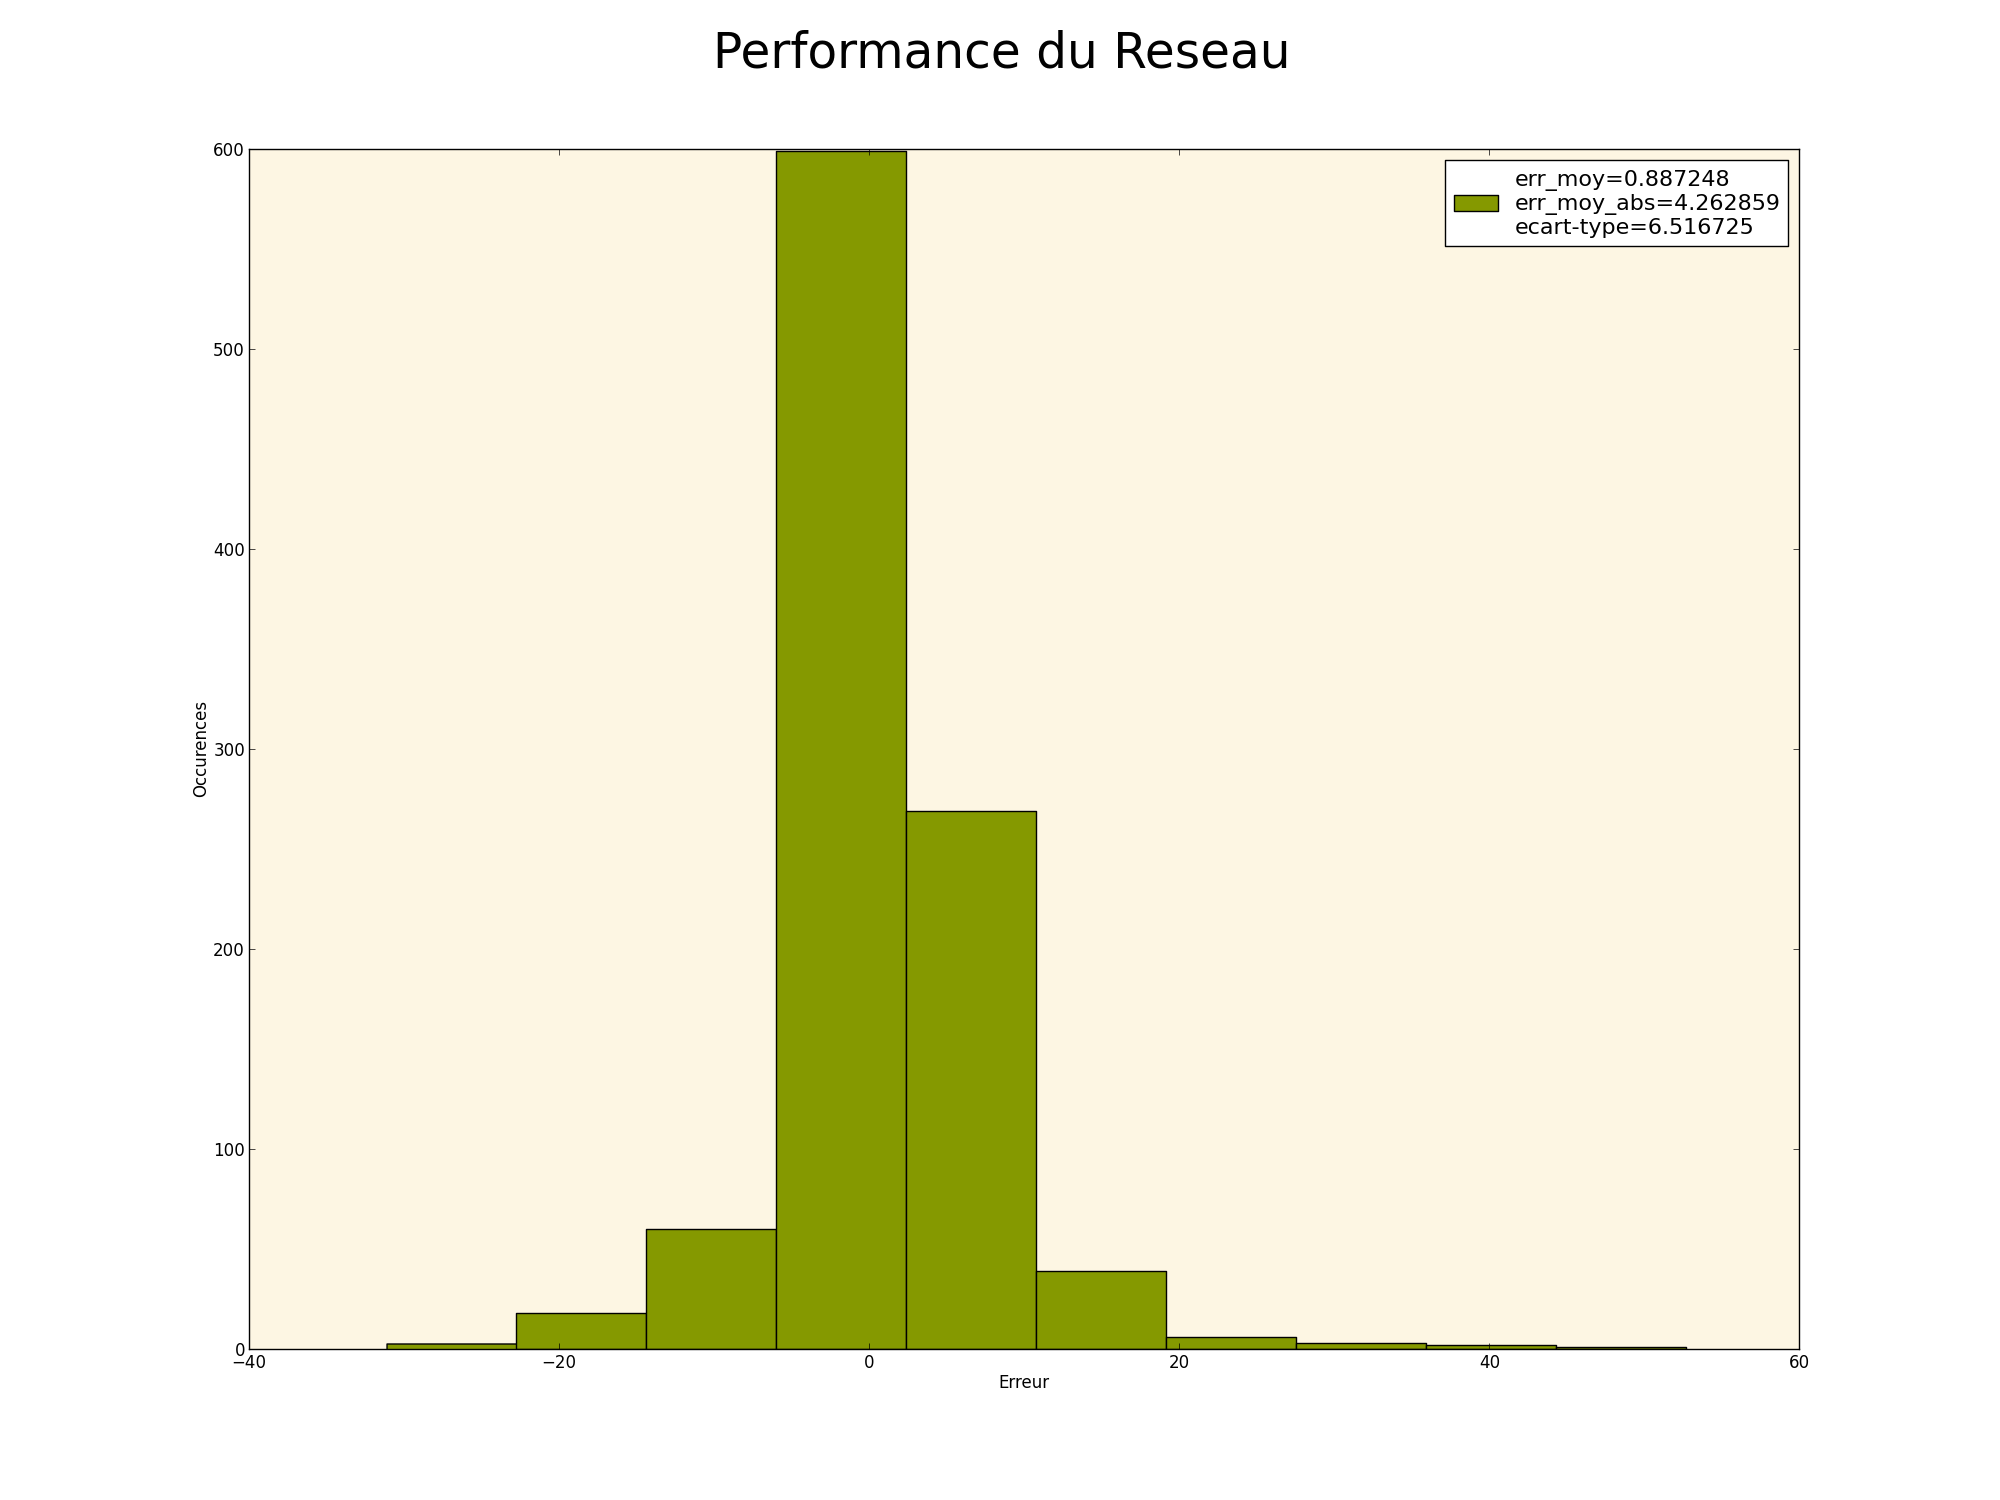 Performance du Reseau
600
500
400
300
200
100
0
Occurences
err_moy=0.887248
err_moy_abs=4.262859
ecart-type=6.516725
−40
−20
0
20
40
60
Erreur